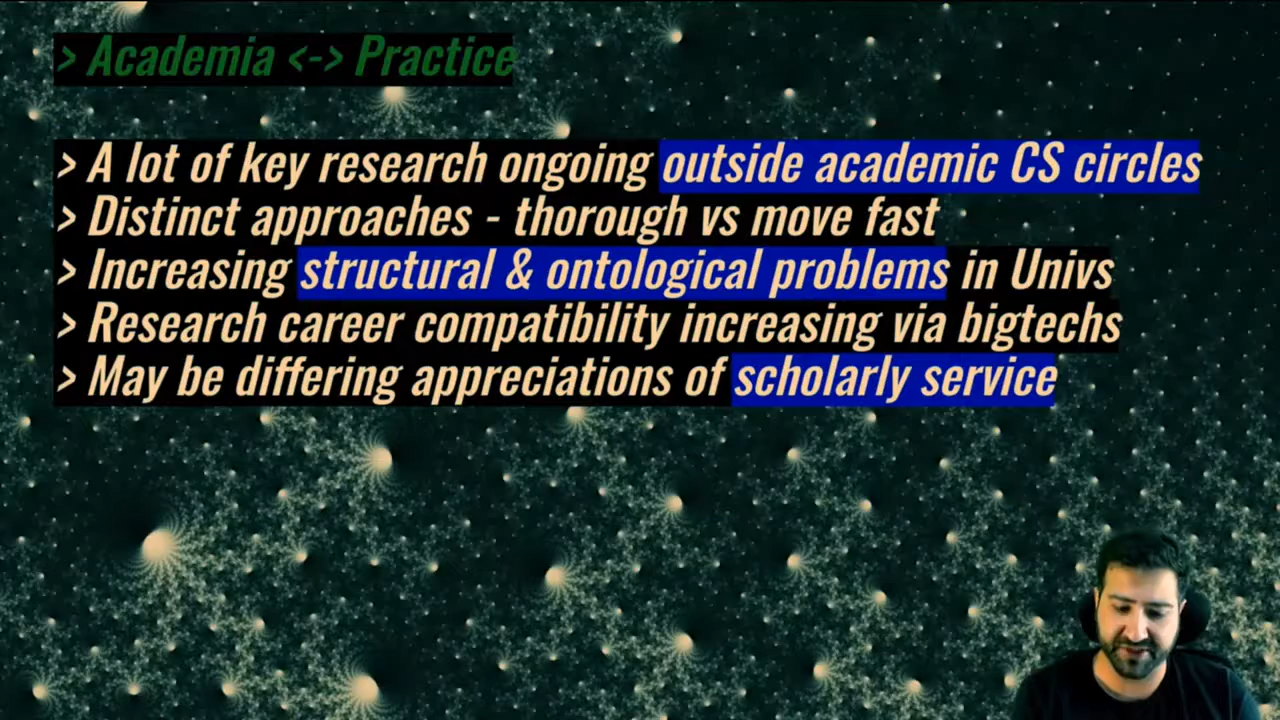 > Academia <-> Practice
> A lot of key research ongoing outside academic CS circles
> Distinct approaches - thorough vs move fast
> Increasing structural & ontological problems in Univs
> Research career compatibility increasing via bigtechs
> May be differing appreciations of scholarly service